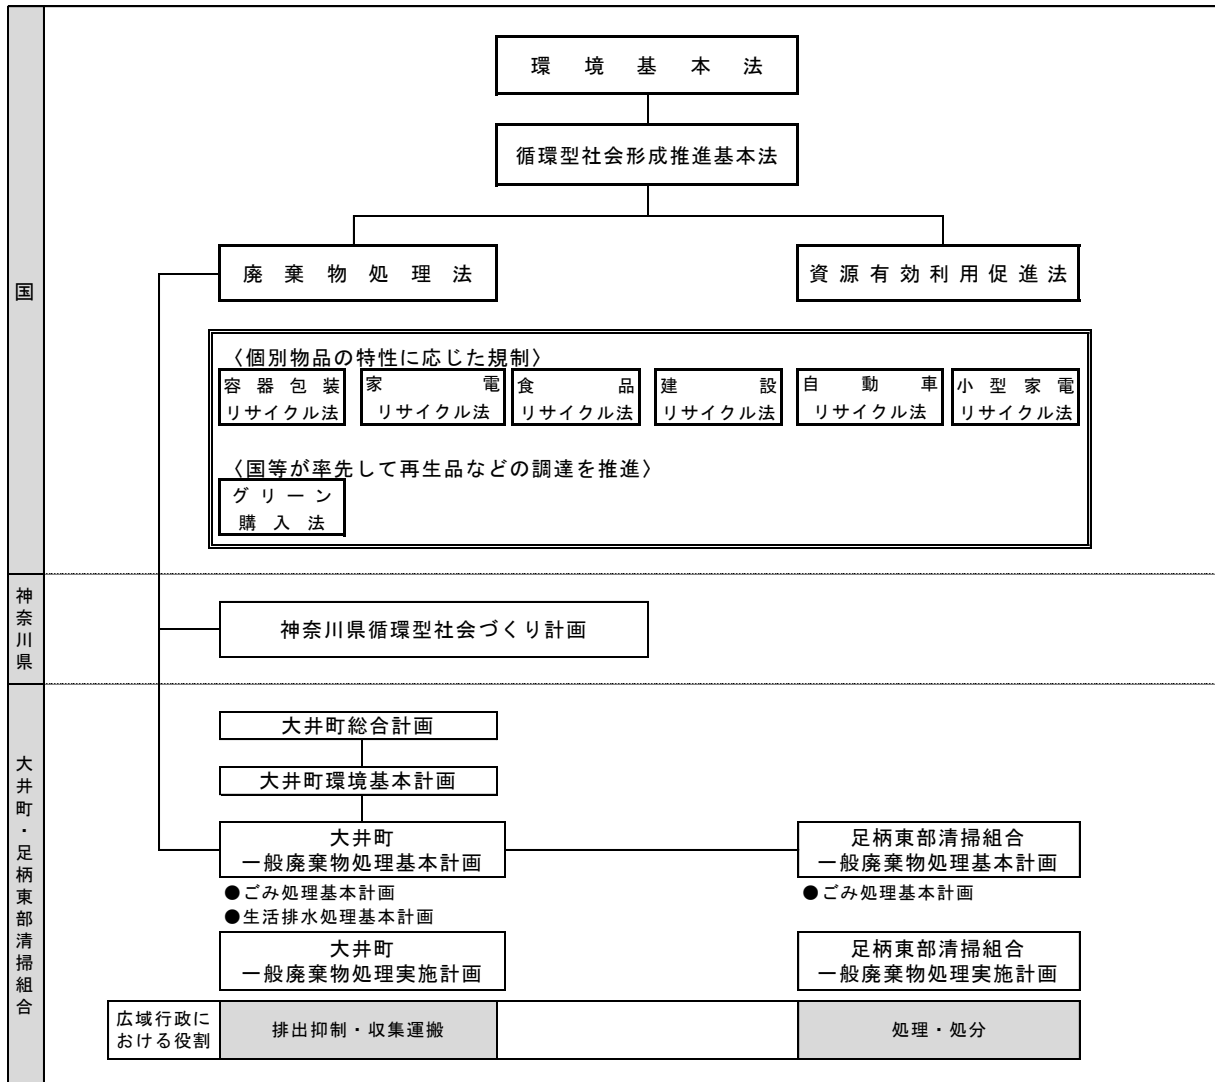 国
環境基本法
循環型社会形成推進基本法
廃棄物処理法
資源有効利用促進法
〈個別物品の特性に応じた規制〉
容器包装
リサイクル法
家電
リサイクル法
食品
リサイクル法
建設
リサイクル法
自動車
リサイクル法
小型家電
リサイクル法
〈国等が率先して再生品などの調達を推進〉
グリーン
購入法
神奈川県
神奈川県循環型社会づくり計画
大井町・足柄東部清掃組合
大井町総合計画
大井町環境基本計画
大井町
一般廃棄物処理基本計画
●ごみ処理基本計画
●生活排水処理基本計画
足柄東部清掃組合
一般廃棄物処理基本計画
●ごみ処理基本計画
大井町
一般廃棄物処理実施計画
足柄東部清掃組合
一般廃棄物処理実施計画
広域行政に
おける役割
排出抑制・収集運搬
処理・処分